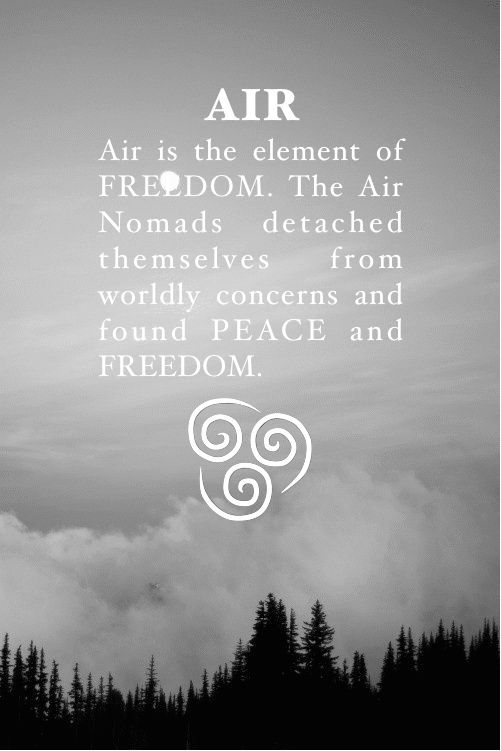 AIR
Air is the element of
FREEDOM. The Air
Nomads detached
themselves from
worldly concerns and
found PEACE and
FREEDOM.